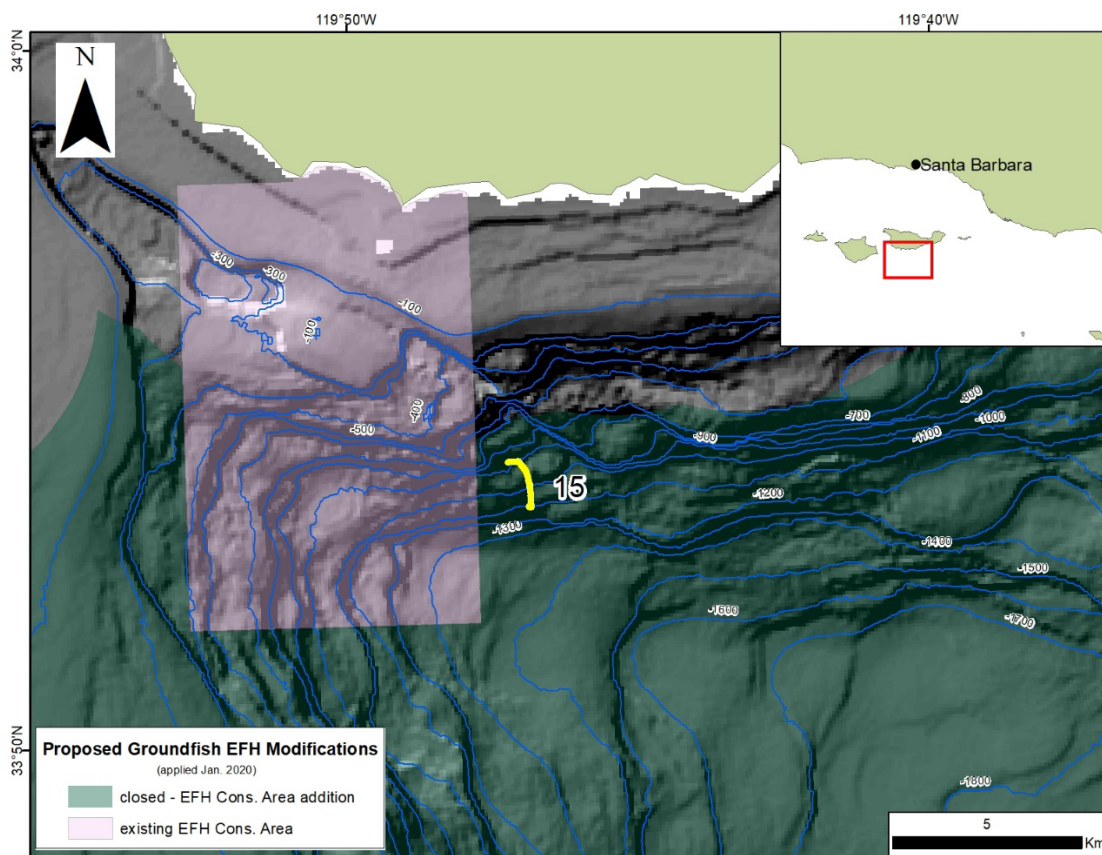 119°50'W
119°40'W
34°0'N
N
Santa Barbara
-300
-300
-100
-100
-400
-500
-700
-800
-900
-1000
-1100
15
-1200
-1300
-1400
-1500
-1600
-1700
33°50'N
Proposed Groundfish EFH Modifications
(applied Jan. 2020)
closed - EFH Cons. Area addition
existing EFH Cons. Area
-1800
5
Km